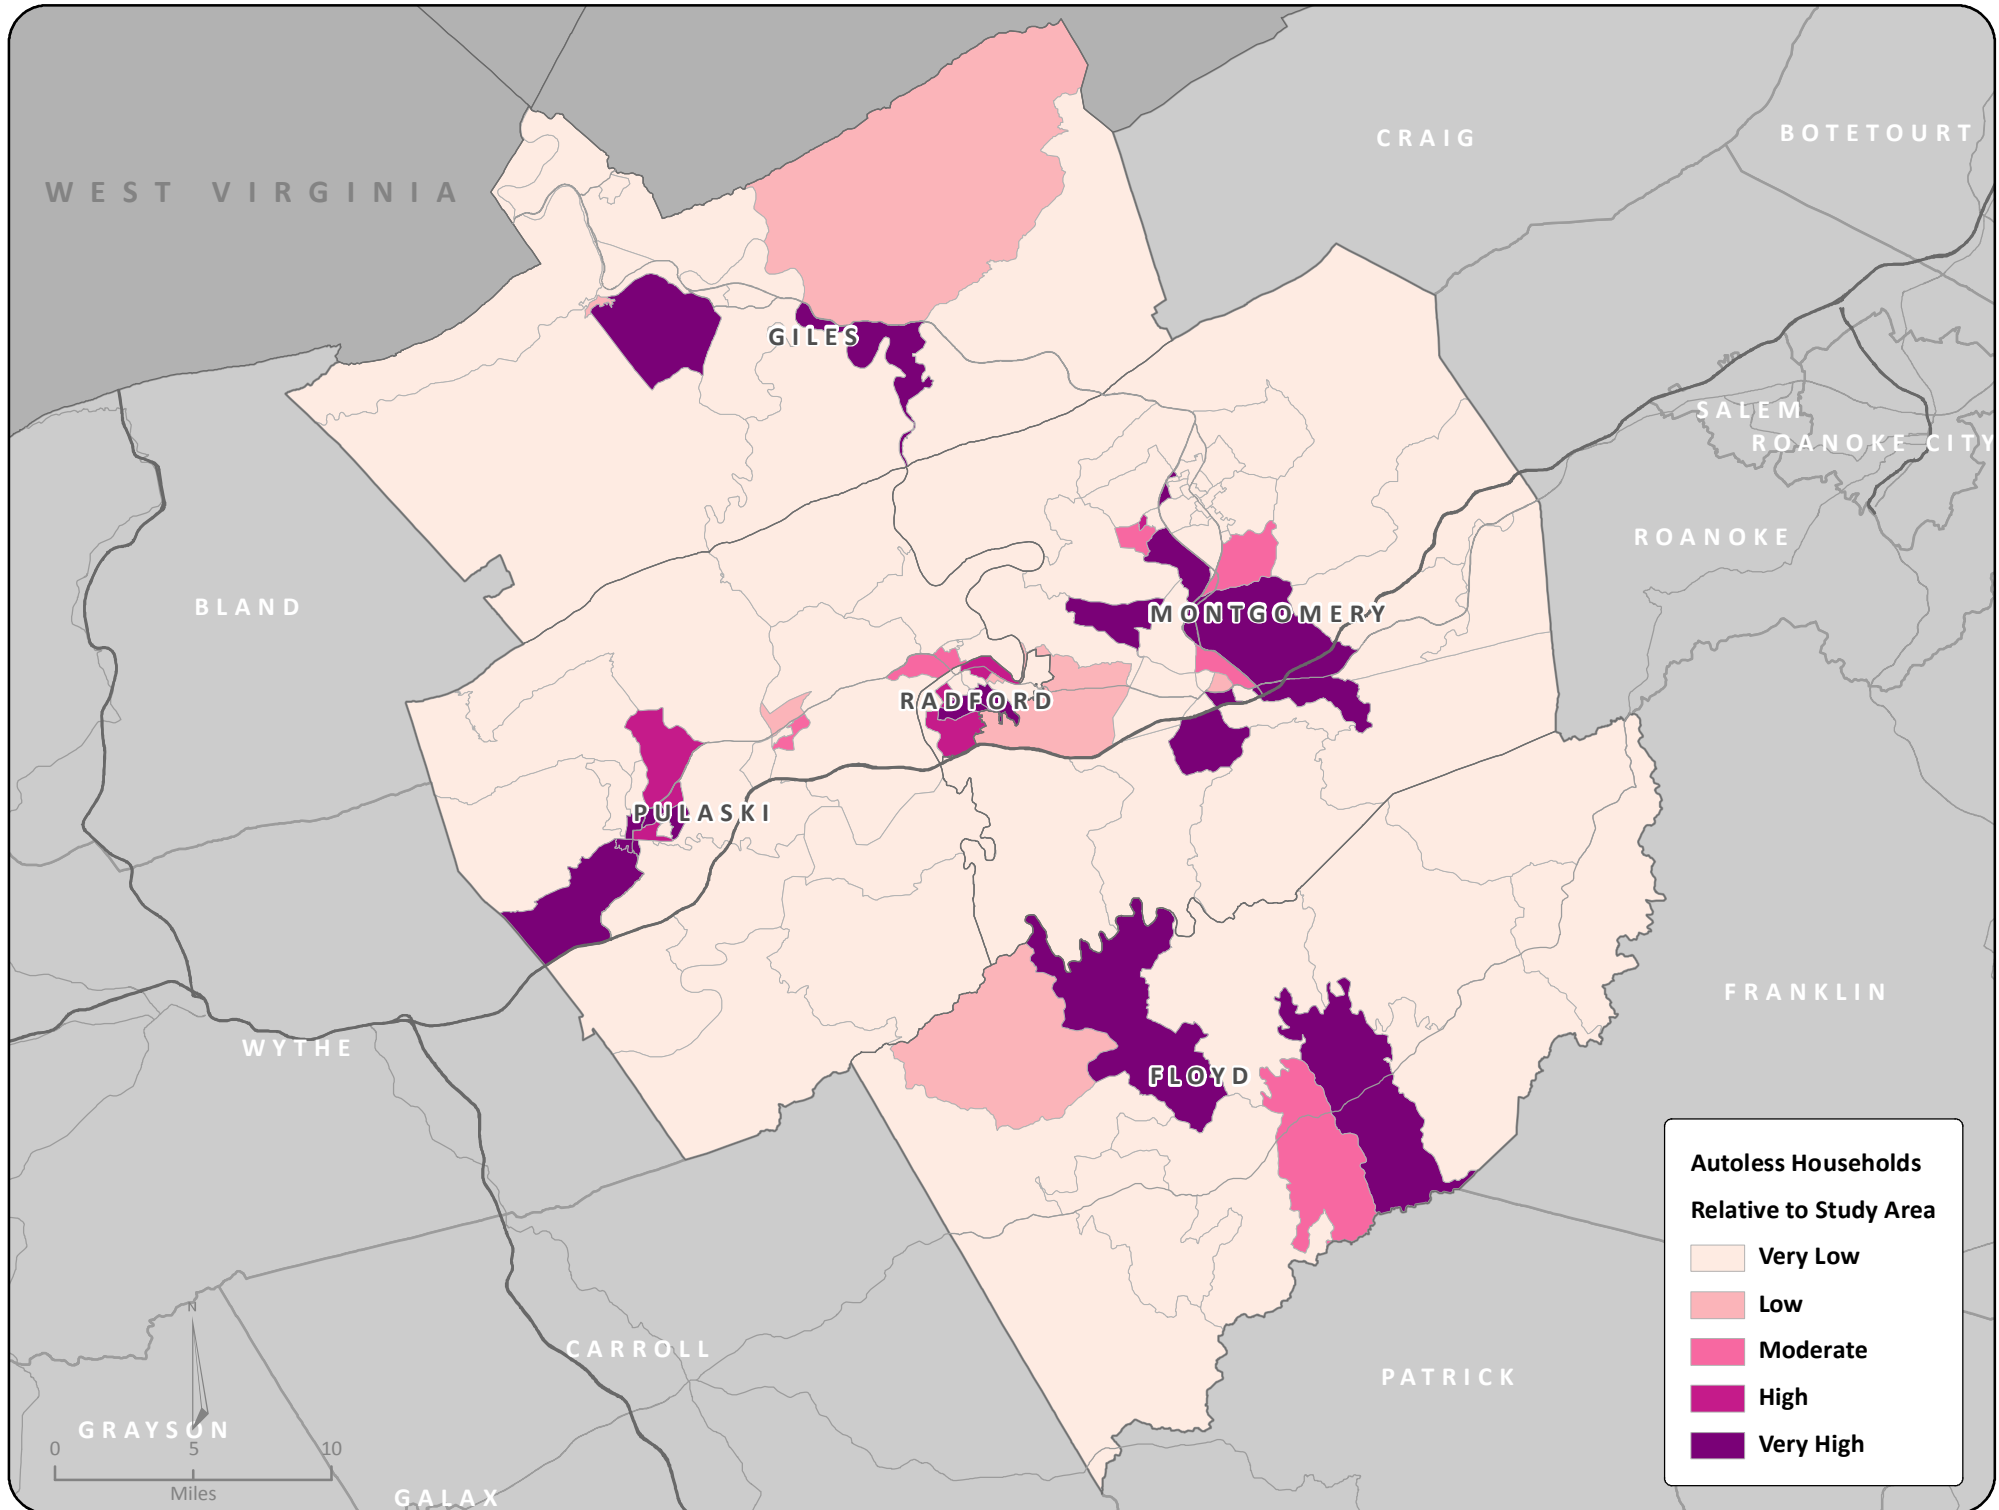 BOTETOURT
CRAIG
WEST VIRGINIA
GILES
SALEM
ROANOKE CITY
ROANOKE
BLAND
MONTGOMERY
RADFORD
PULASKI
FRANKLIN
WYTHE
FLOYD
Autoless Households
Relative to Study Area
Very Low
Low
Moderate
High
Very High
N
CARROLL
PATRICK
GRAYSON
0 5 10
Miles
GALAX